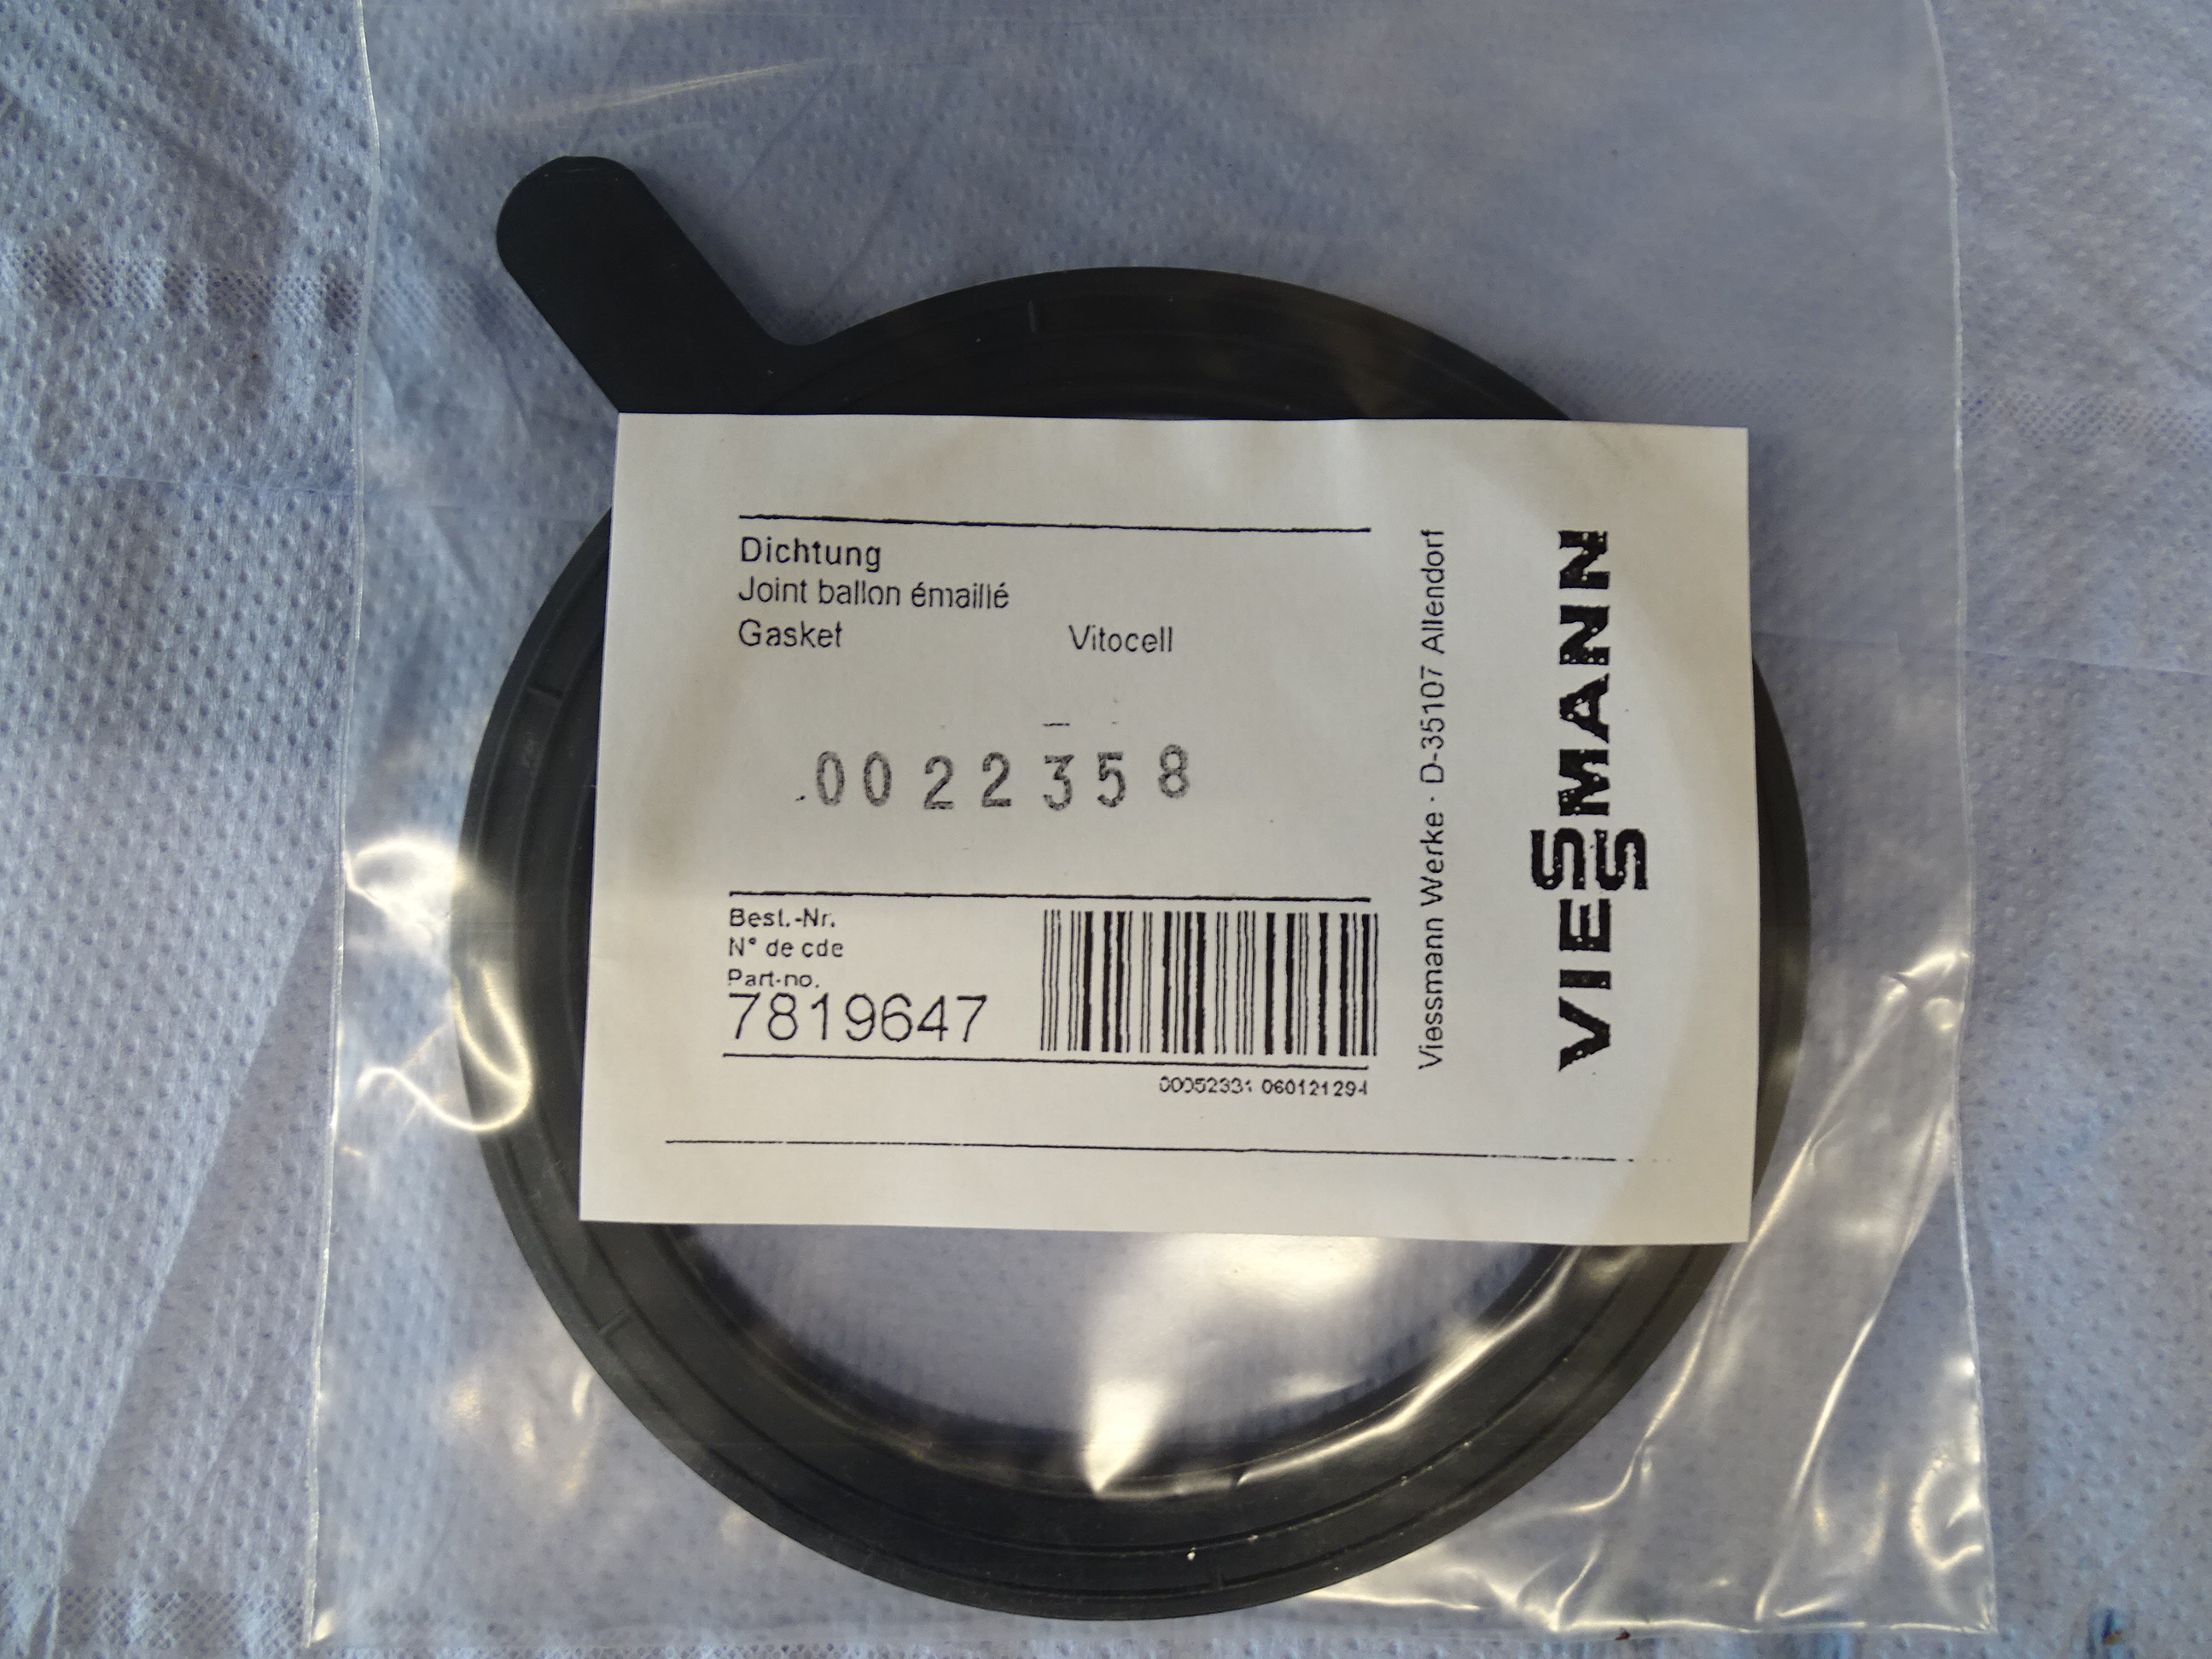 Dichtung
Joint ballon émaillé
Gasket Vitocell
0022358
Best.-Nr.
N° de cde
Part-no.
7819647
00052331 060121294
Viessmann Werke · D-35107 Allendorf
VIESSMANN